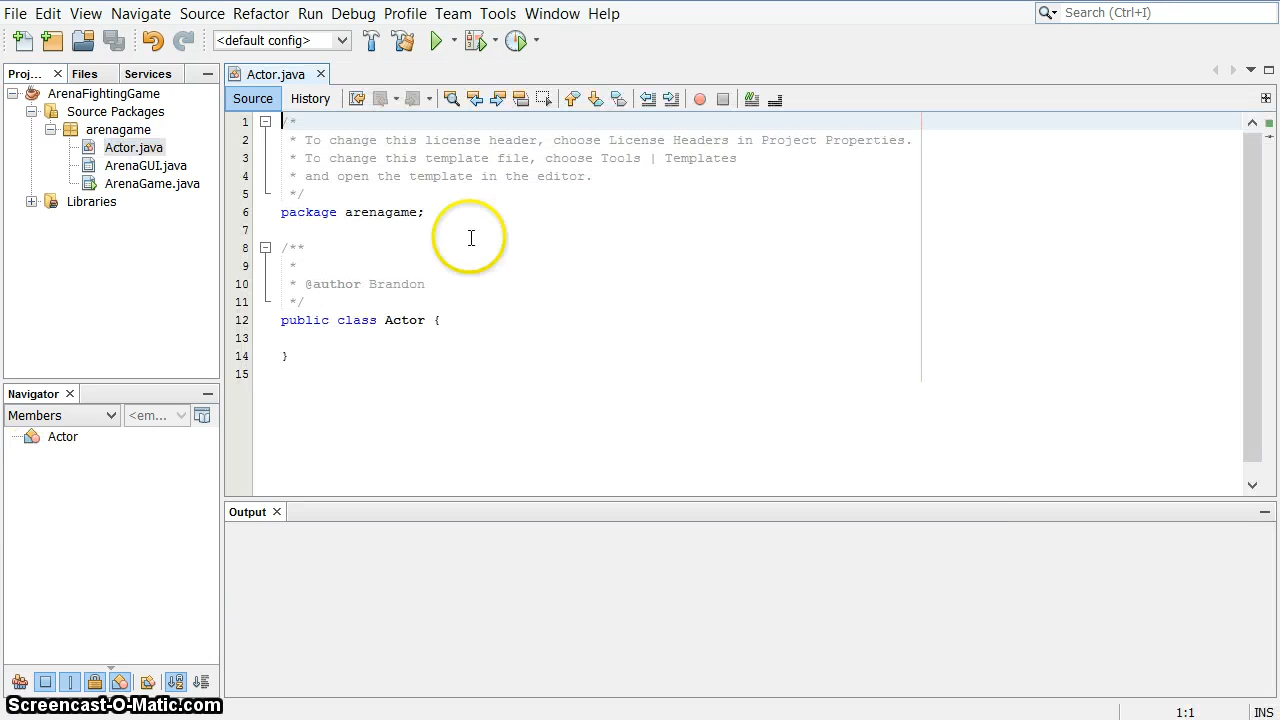 File Edit View Navigate Source Refactor Run Debug Profile Team Tools Window Help
Search (Ctrl+I)
<default config>
Proj... Files Services
Actor.java
Source History
ArenaFightingGame
Source Packages
arenagame
Actor.java
ArenaGUI.java
ArenaGame.java
Libraries
1 /*
2 * To change this license header, choose License Headers in Project Properties.
3 * To change this template file, choose Tools | Templates
4 * and open the template in the editor.
5 */
6 package arenagame;
7
8 /**
9 *
10 * @author Brandon
11 */
12 public class Actor {
13
14 }
15
Navigator
Members <em...
Actor
Output
Screencast-O-Matic.com
1:1 INS